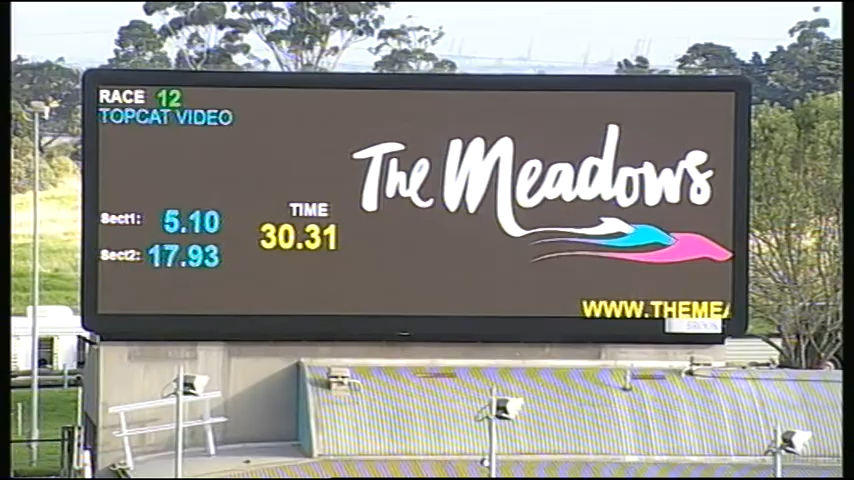 RACE 12
TOPCAT VIDEO
The Meadows
Sect1: 5.10
TIME
30.31
Sect2: 17.93
WWW.THEMEA